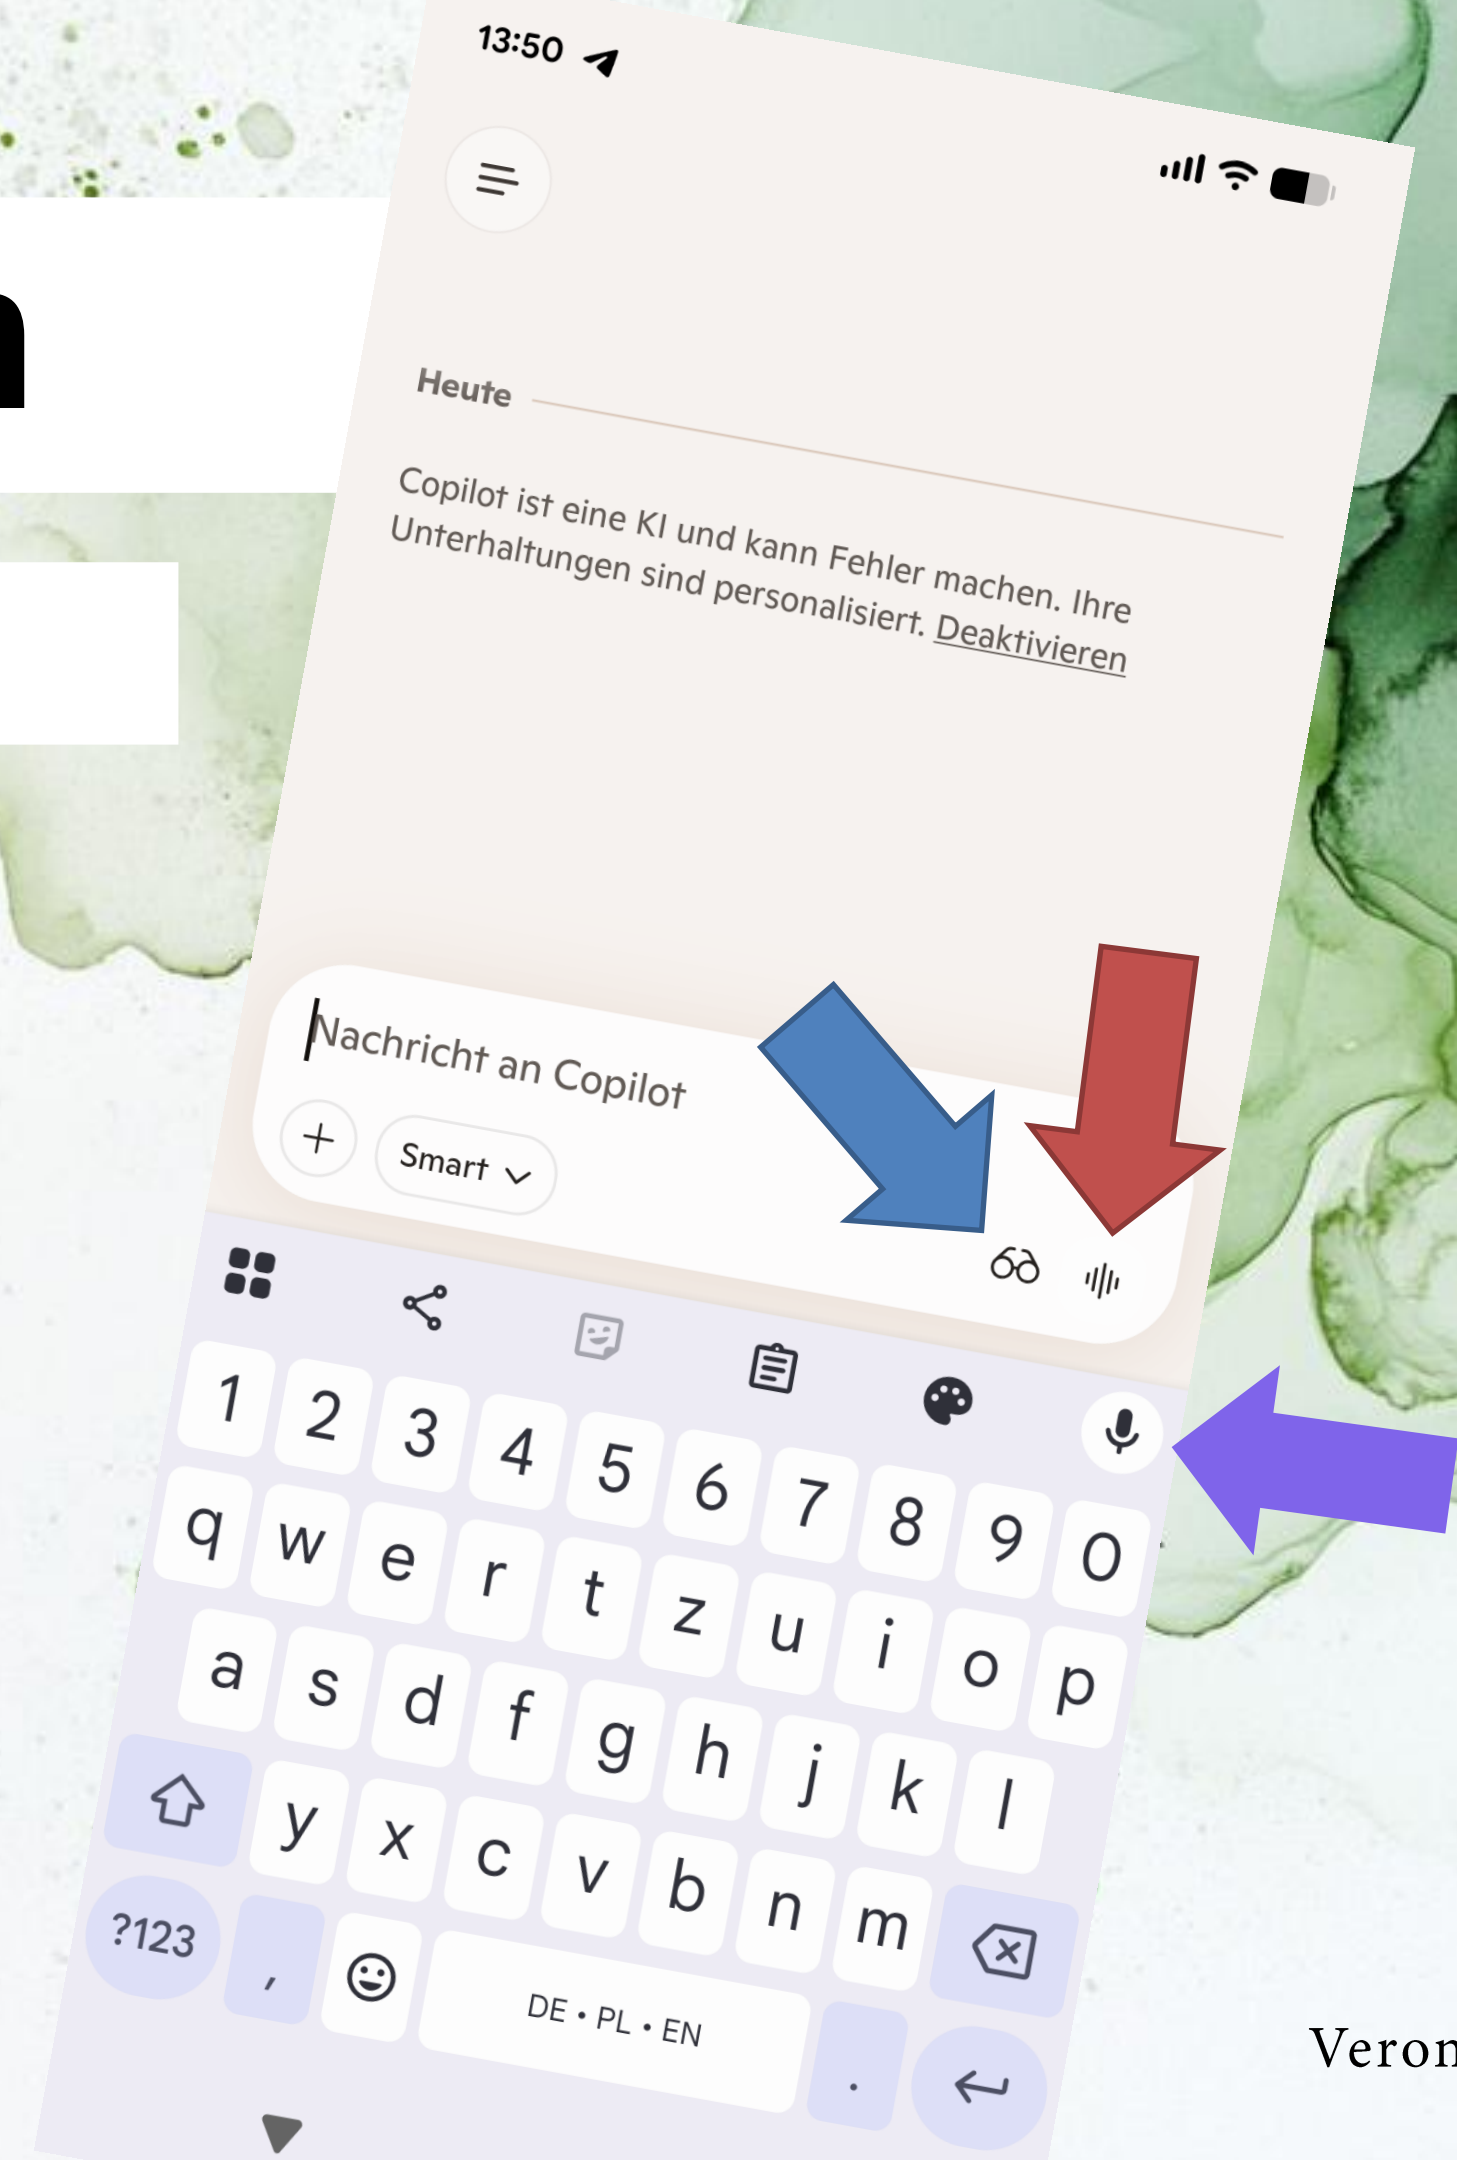 13:50
Heute
Copilot ist eine KI und kann Fehler machen. Ihre
Unterhaltungen sind personalisiert. Deaktivieren
Nachricht an Copilot
Smart
1 2 3 4 5 6 7 8 9 0
q w e r t z u i o p
a s d f g h j k l
y x c v b n m
?123 , DE • PL • EN .